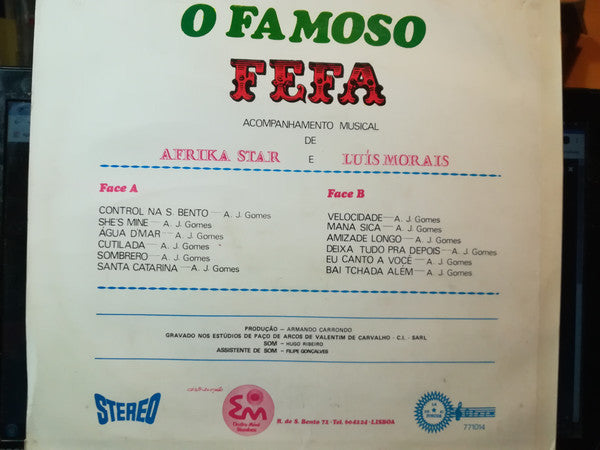 O FAMOSO
FEFA
ACOMPANHAMENTO MUSICAL
DE
AFRIKA STAR E LUÍS MORAIS
Face A
CONTROL NA S. BENTO — A. J. Gomes
SHE'S MINE — A. J. Gomes
ÁGUA D'MAR — A. J. Gomes
CUTILADA — A. J. Gomes
SOMBRERO — A. J. Gomes
SANTA CATARINA — A. J. Gomes
Face B
VELOCIDADE — A. J. Gomes
MANA SICA — A. J. Gomes
AMIZADE LONGO — A. J. Gomes
DEIXA TUDO PRA DEPOIS — A. J. Gomes
EU CANTO A VOCÊ — A. J. Gomes
BAI TCHADA ALÉM — A. J. Gomes
PRODUÇÃO – ARMANDO CARRONDO
GRAVADO NOS ESTÚDIOS DE PAÇO DE ARCOS DE VALENTIM DE CARVALHO - C.I. - SARL
SOM – HUGO RIBEIRO
ASSISTENTE DE SOM – FILIPE GONÇALVES
STEREO
EM
R. de S. Bento 72 - Tel. 664324 - LISBOA
771014